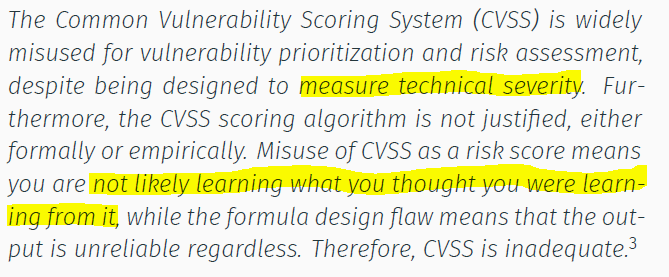 The Common Vulnerability Scoring System (CVSS) is widely
misused for vulnerability prioritization and risk assessment,
despite being designed to measure technical severity. Fur-
thermore, the CVSS scoring algorithm is not justified, either
formally or empirically. Misuse of CVSS as a risk score means
you are not likely learning what you thought you were learn-
ing from it, while the formula design flaw means that the out-
put is unreliable regardless. Therefore, CVSS is inadequate.³